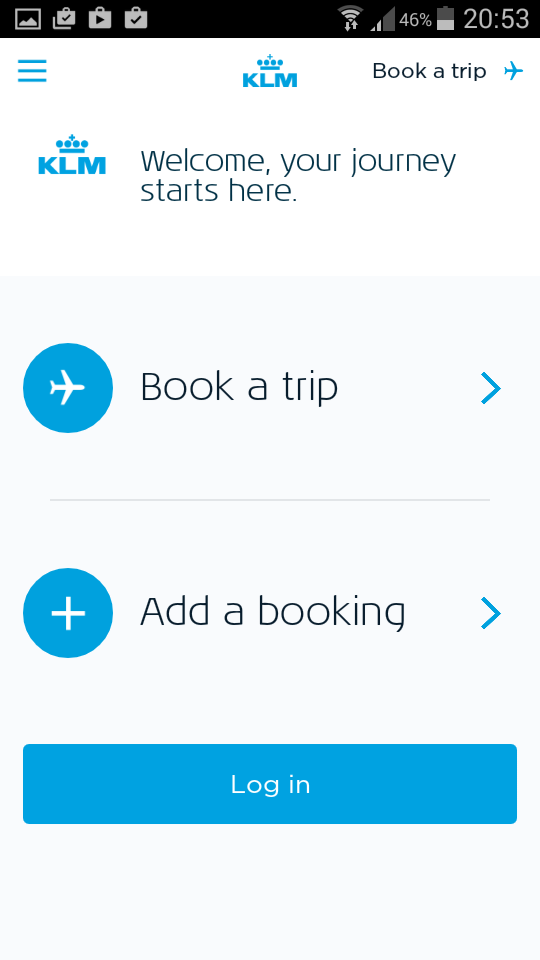 46% 20:53
KLM
Book a trip
KLM
Welcome, your journey
starts here.
Book a trip
Add a booking
Log in